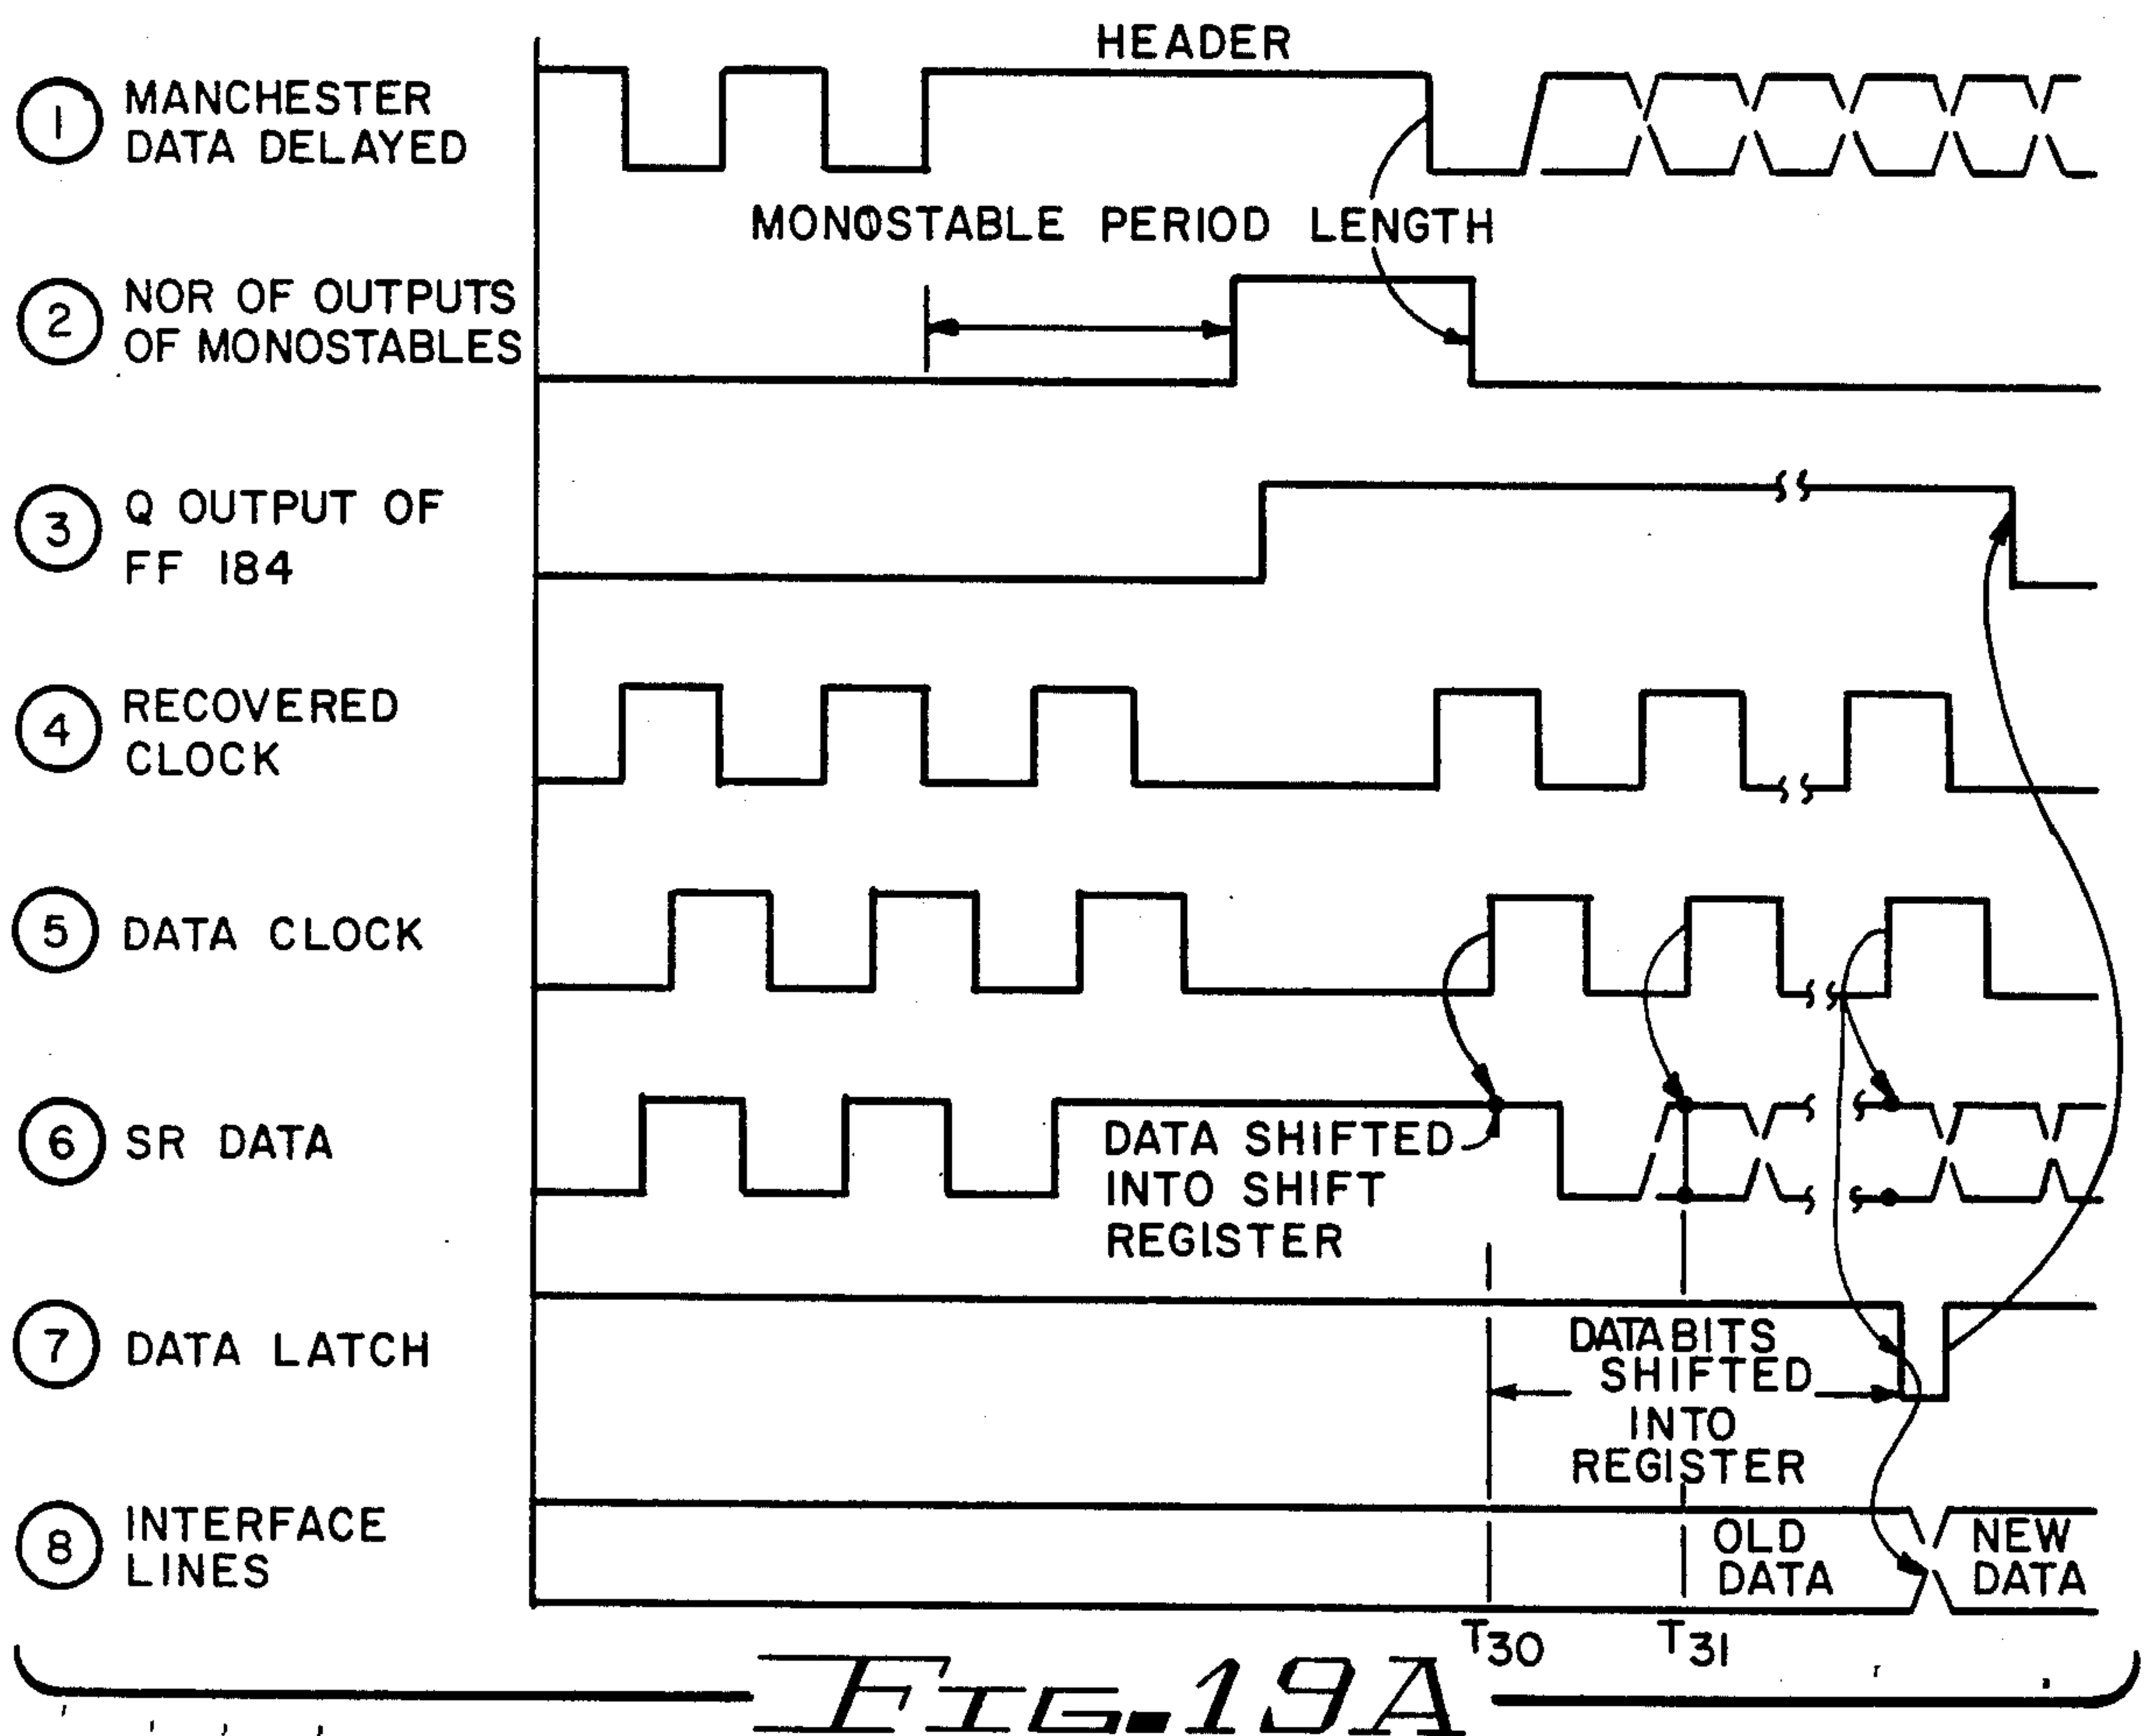 HEADER
1 MANCHESTER
DATA DELAYED
MONOSTABLE PERIOD LENGTH
2 NOR OF OUTPUTS
OF MONOSTABLES
3 Q OUTPUT OF
FF 184
4 RECOVERED
CLOCK
5 DATA CLOCK
6 SR DATA
DATA SHIFTED
INTO SHIFT
REGISTER
7 DATA LATCH
DATA BITS
SHIFTED
INTO
REGISTER
8 INTERFACE
LINES
OLD
DATA
NEW
DATA
T30 T31
FIG. 19A